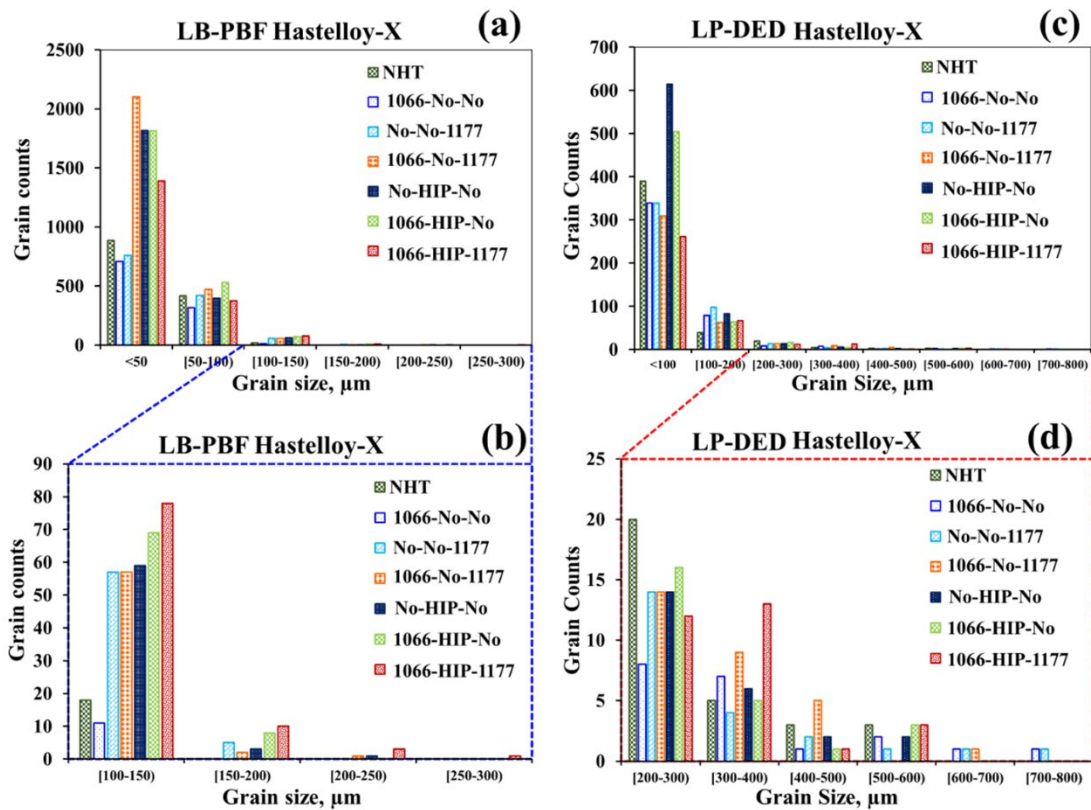 LB-PBF Hastelloy-X (a)
2500
2000
1500
1000
500
0
Grain counts
NHT
1066-No-No
No-No-1177
1066-No-1177
No-HIP-No
1066-HIP-No
1066-HIP-1177
<50 [50-100) [100-150) [150-200) [200-250) [250-300)
Grain size, µm
LP-DED Hastelloy-X (c)
700
600
500
400
300
200
100
0
Grain Counts
NHT
1066-No-No
No-No-1177
1066-No-1177
No-HIP-No
1066-HIP-No
1066-HIP-1177
<100 [100-200) [200-300) [300-400) [400-500) [500-600) [600-700) [700-800)
Grain Size, µm
LB-PBF Hastelloy-X (b)
90
80
70
60
50
40
30
20
10
0
Grain counts
NHT
1066-No-No
No-No-1177
1066-No-1177
No-HIP-No
1066-HIP-No
1066-HIP-1177
[100-150) [150-200) [200-250) [250-300)
Grain size, µm
LP-DED Hastelloy-X (d)
25
20
15
10
5
0
Grain Counts
NHT
1066-No-No
No-No-1177
1066-No-1177
No-HIP-No
1066-HIP-No
1066-HIP-1177
[200-300) [300-400) [400-500) [500-600) [600-700) [700-800)
Grain Size, µm